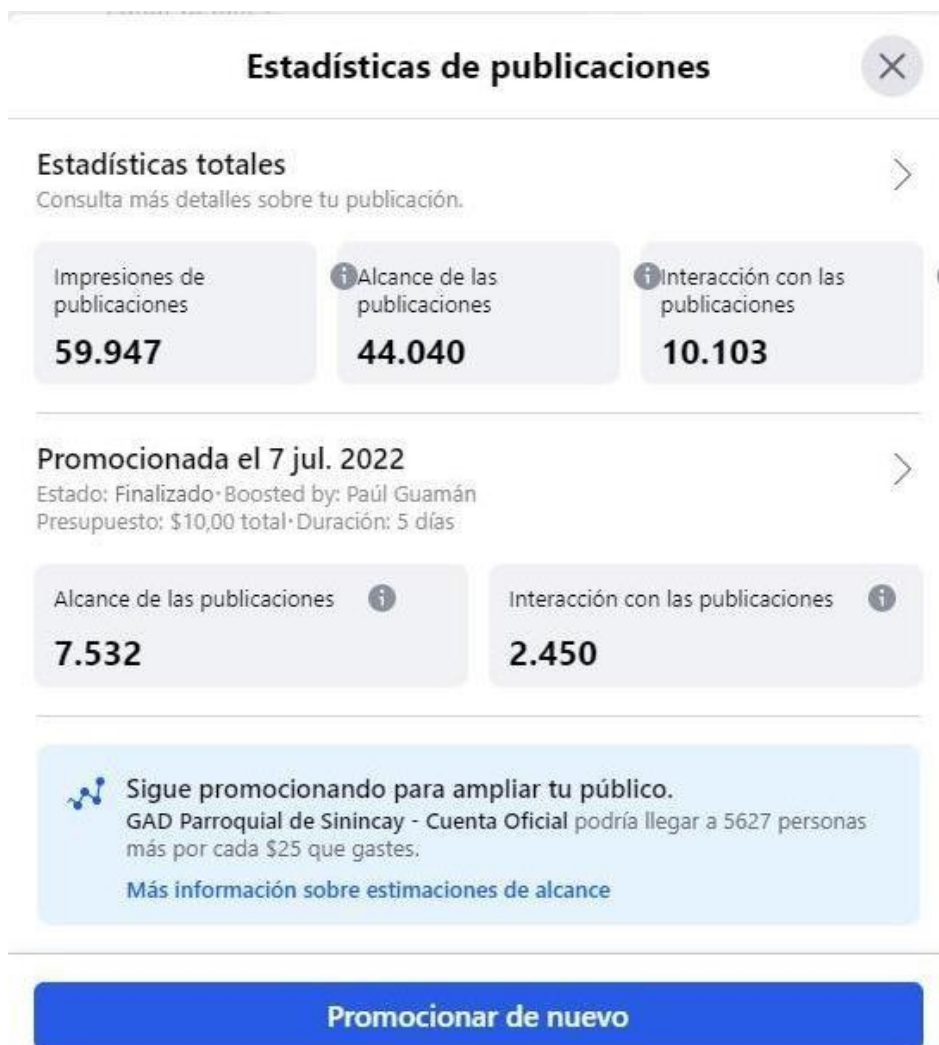 Estadísticas de publicaciones
Estadísticas totales
Consulta más detalles sobre tu publicación.
Impresiones de
publicaciones
59.947
Alcance de las
publicaciones
44.040
Interacción con las
publicaciones
10.103
Promocionada el 7 jul. 2022
Estado: Finalizado·Boosted by: Paúl Guamán
Presupuesto: $10,00 total·Duración: 5 días
Alcance de las publicaciones
7.532
Interacción con las publicaciones
2.450
Sigue promocionando para ampliar tu público.
GAD Parroquial de Sinincay - Cuenta Oficial podría llegar a 5627 personas
más por cada $25 que gastes.
Más información sobre estimaciones de alcance
Promocionar de nuevo